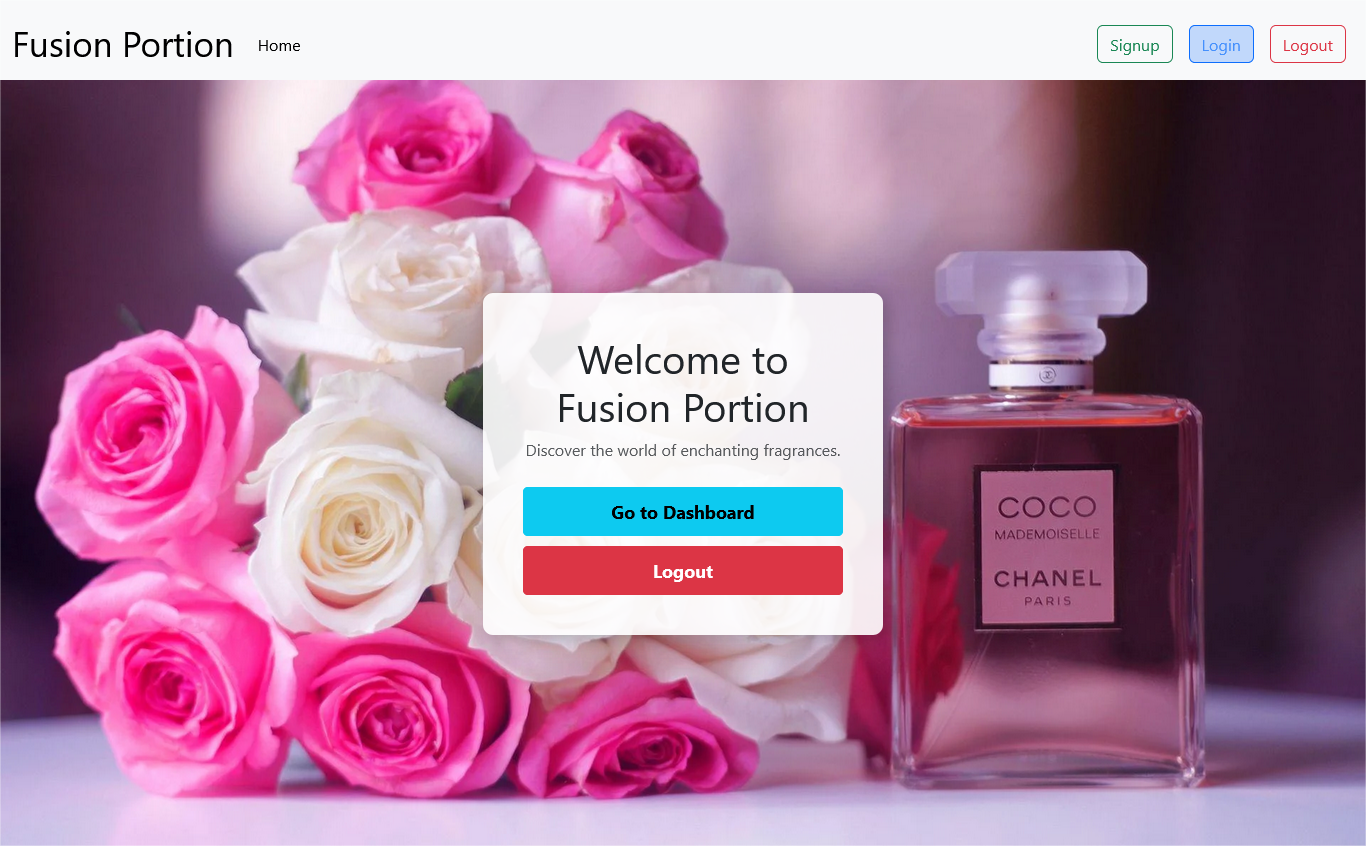 Fusion Portion
Home
Signup
Login
Logout
Welcome to
Fusion Portion
Discover the world of enchanting fragrances.
Go to Dashboard
Logout
COCO
MADEMOISELLE
CHANEL
PARIS